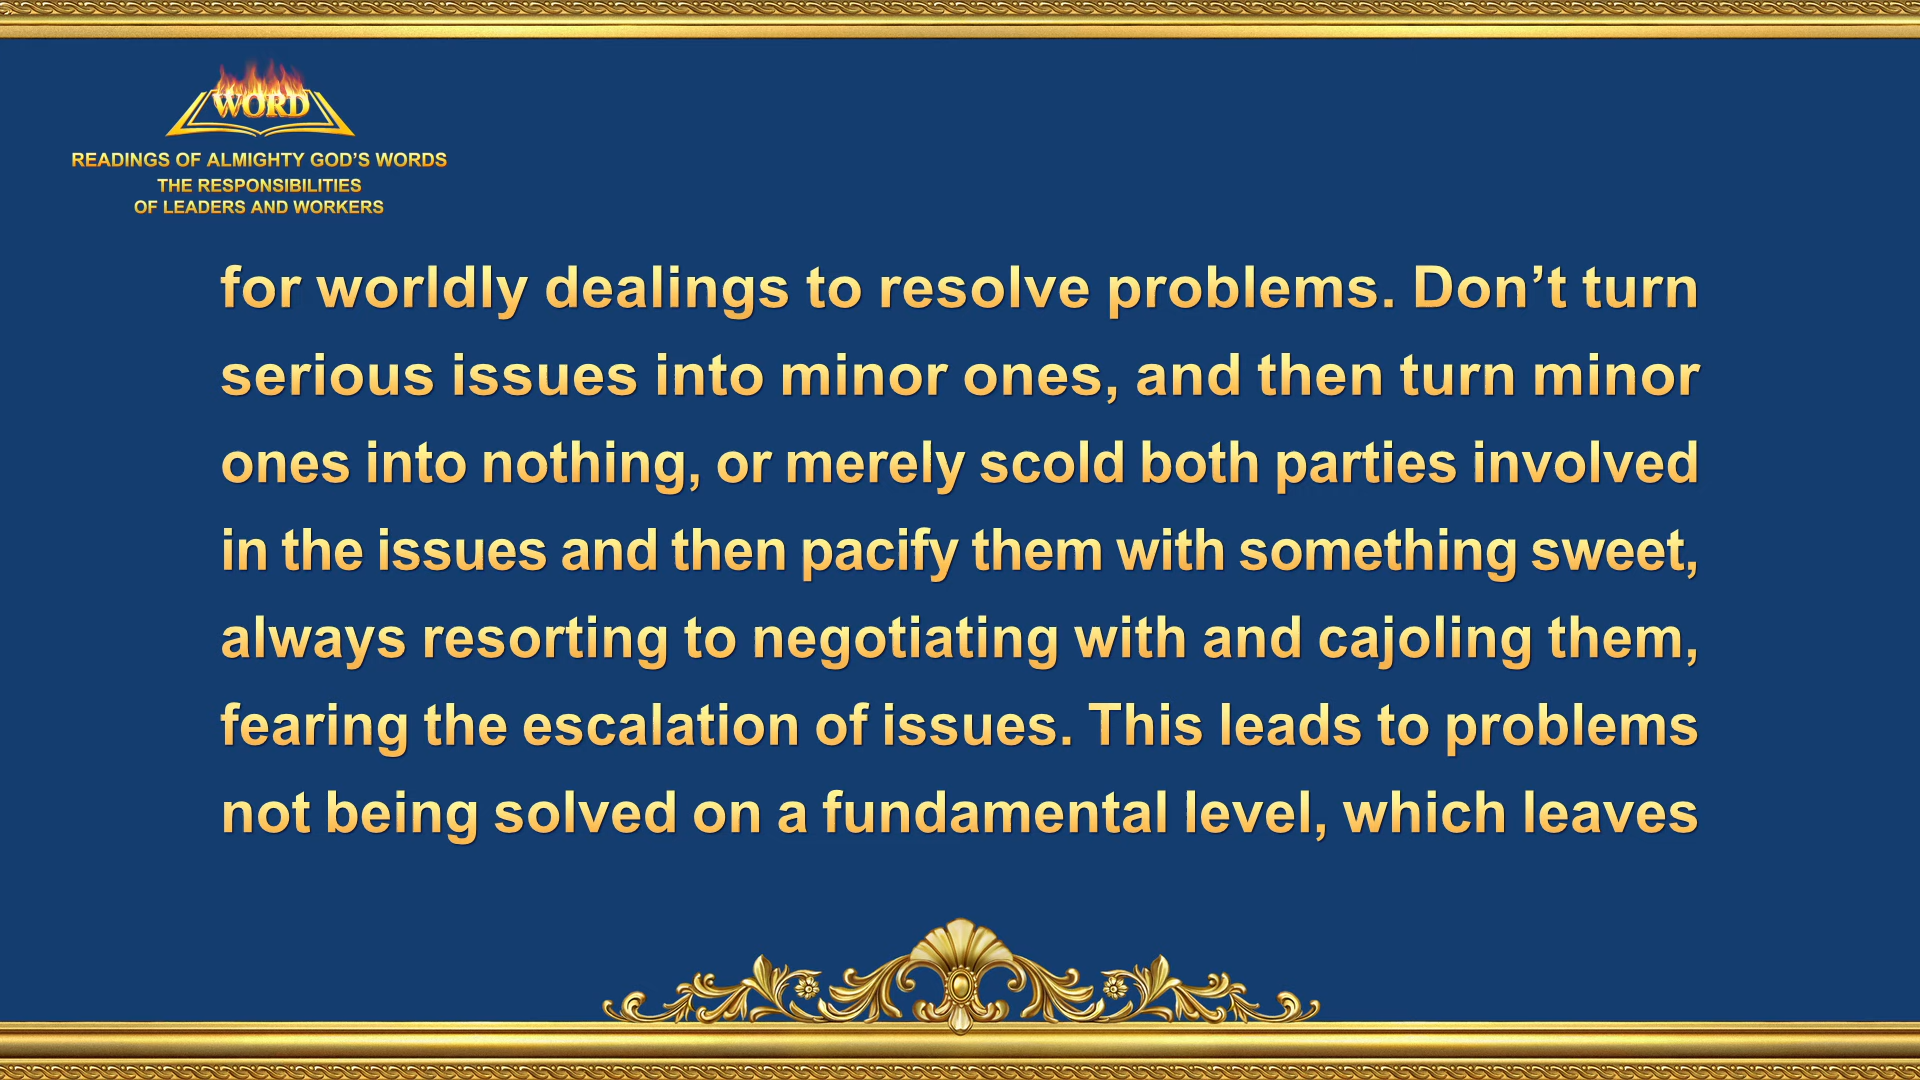 WORD
READINGS OF ALMIGHTY GOD’S WORDS
THE RESPONSIBILITIES
OF LEADERS AND WORKERS
for worldly dealings to resolve problems. Don’t turn
serious issues into minor ones, and then turn minor
ones into nothing, or merely scold both parties involved
in the issues and then pacify them with something sweet,
always resorting to negotiating with and cajoling them,
fearing the escalation of issues. This leads to problems
not being solved on a fundamental level, which leaves